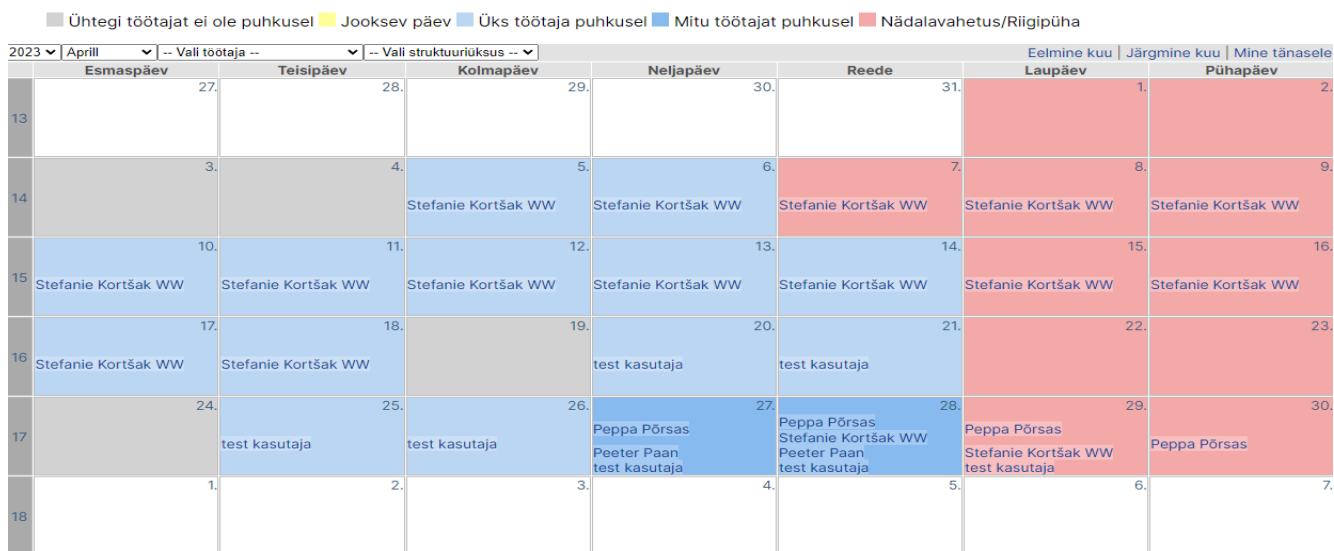 Ühtegi töötajat ei ole puhkusel Jooksev päev Üks töötaja puhkusel Mitu töötajat puhkusel Nädalavahetus/Riigipüha
2023 Aprill -- Vali töötaja -- -- Vali struktuuriüksus -- Eelmine kuu | Järgmine kuu | Mine tänasele
Esmaspäev Teisipäev Kolmapäev Neljapäev Reede Laupäev Pühapäev
27. 28. 29. 30. 31. 1. 2.
13
3. 4. 5. 6. 7. 8. 9.
14 Stefanie Kortšak WW Stefanie Kortšak WW Stefanie Kortšak WW Stefanie Kortšak WW Stefanie Kortšak WW
10. 11. 12. 13. 14. 15. 16.
15 Stefanie Kortšak WW Stefanie Kortšak WW Stefanie Kortšak WW Stefanie Kortšak WW Stefanie Kortšak WW Stefanie Kortšak WW Stefanie Kortšak WW
17. 18. 19. 20. 21. 22. 23.
16 Stefanie Kortšak WW Stefanie Kortšak WW test kasutaja test kasutaja
24. 25. 26. 27. 28. 29. 30.
17 test kasutaja test kasutaja
Peppa Põrsas
Peeter Paan
test kasutaja
Peppa Põrsas
Stefanie Kortšak WW
Peeter Paan
test kasutaja
Peppa Põrsas
Stefanie Kortšak WW
test kasutaja
Peppa Põrsas
1. 2. 3. 4. 5. 6. 7.
18